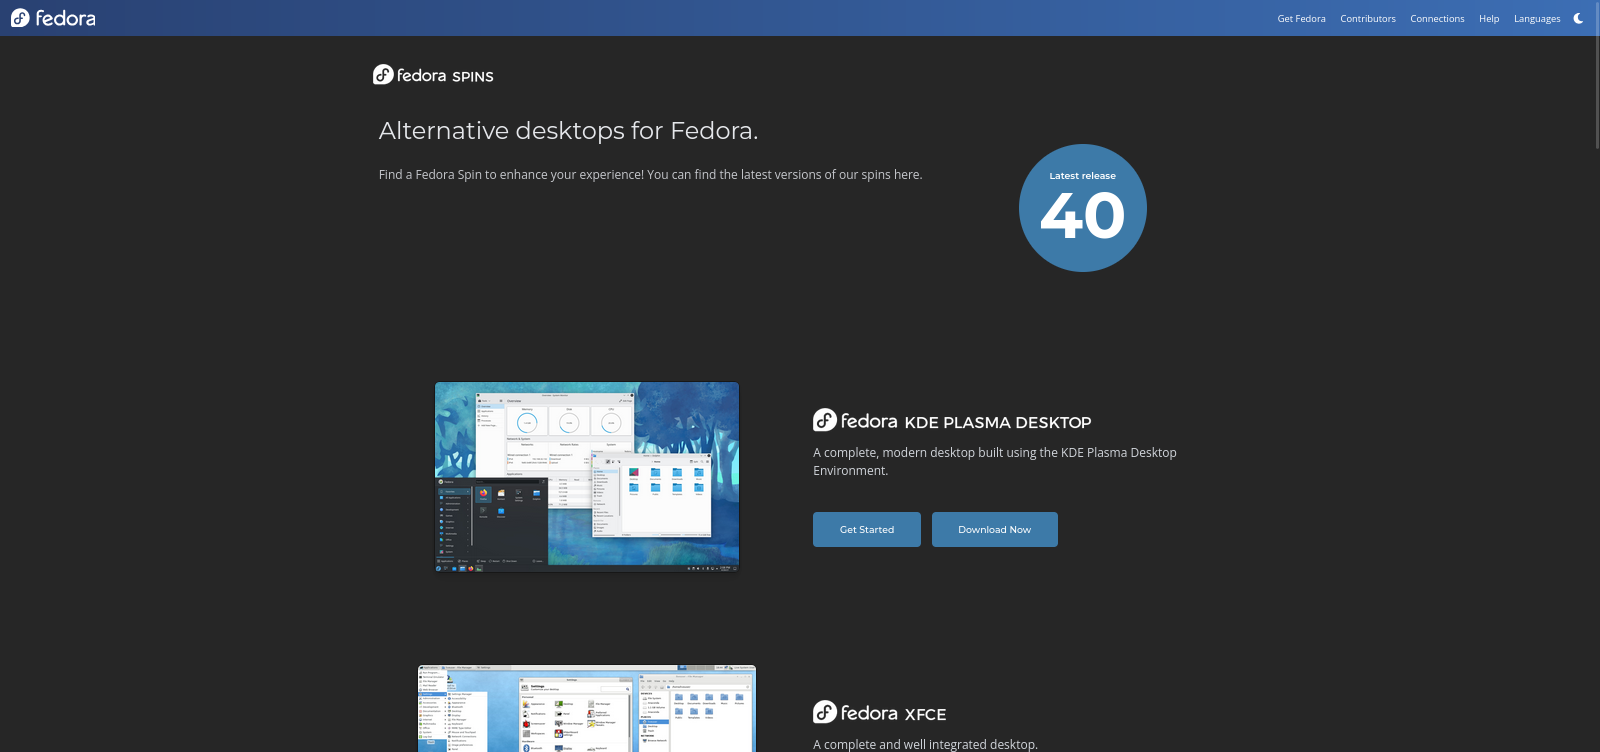 fedora
Get Fedora
Contributors
Connections
Help
Languages
fedora SPINS
Alternative desktops for Fedora.
Find a Fedora Spin to enhance your experience! You can find the latest versions of our spins here.
Latest release
40
fedora KDE PLASMA DESKTOP
A complete, modern desktop built using the KDE Plasma Desktop
Environment.
Get Started
Download Now
fedora XFCE
A complete and well integrated desktop.